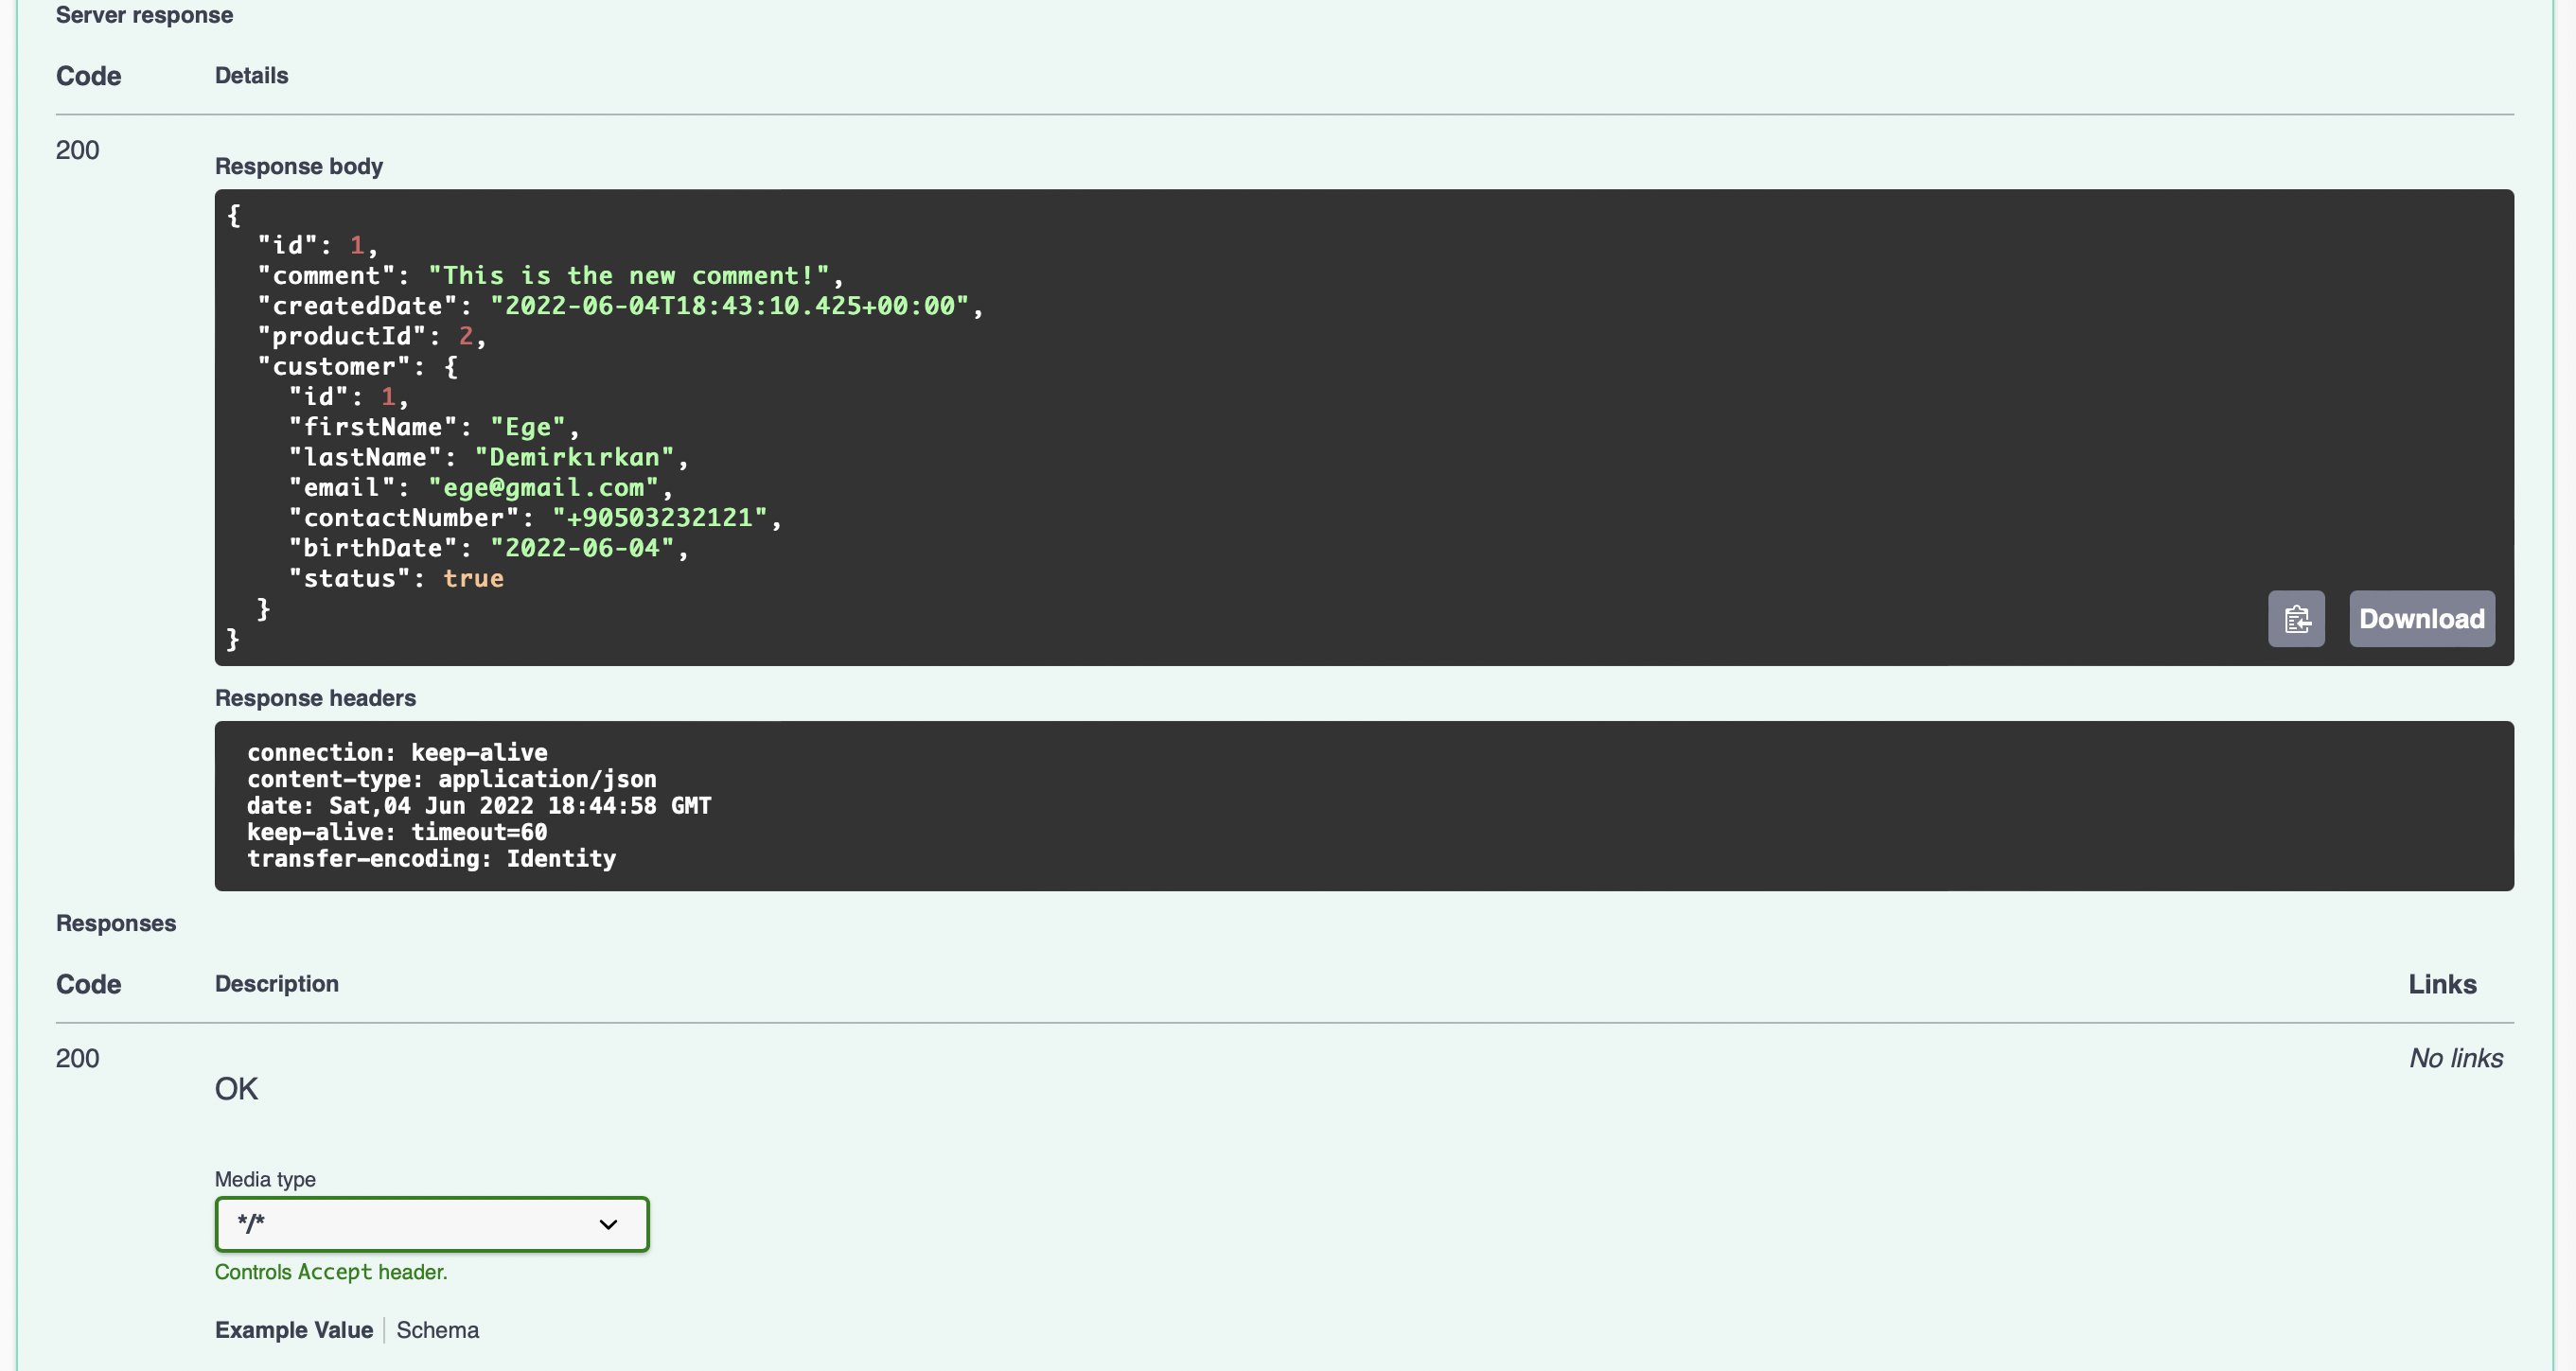 Server response
Code Details
200
Response body
{
  "id": 1,
  "comment": "This is the new comment!",
  "createdDate": "2022-06-04T18:43:10.425+00:00",
  "productId": 2,
  "customer": {
    "id": 1,
    "firstName": "Ege",
    "lastName": "Demirkırkan",
    "email": "ege@gmail.com",
    "contactNumber": "+90503232121",
    "birthDate": "2022-06-04",
    "status": true
  }
}
Download
Response headers
connection: keep-alive
content-type: application/json
date: Sat,04 Jun 2022 18:44:58 GMT
keep-alive: timeout=60
transfer-encoding: Identity
Responses
Code Description Links
200 No links
OK
Media type
*/*
Controls Accept header.
Example Value Schema